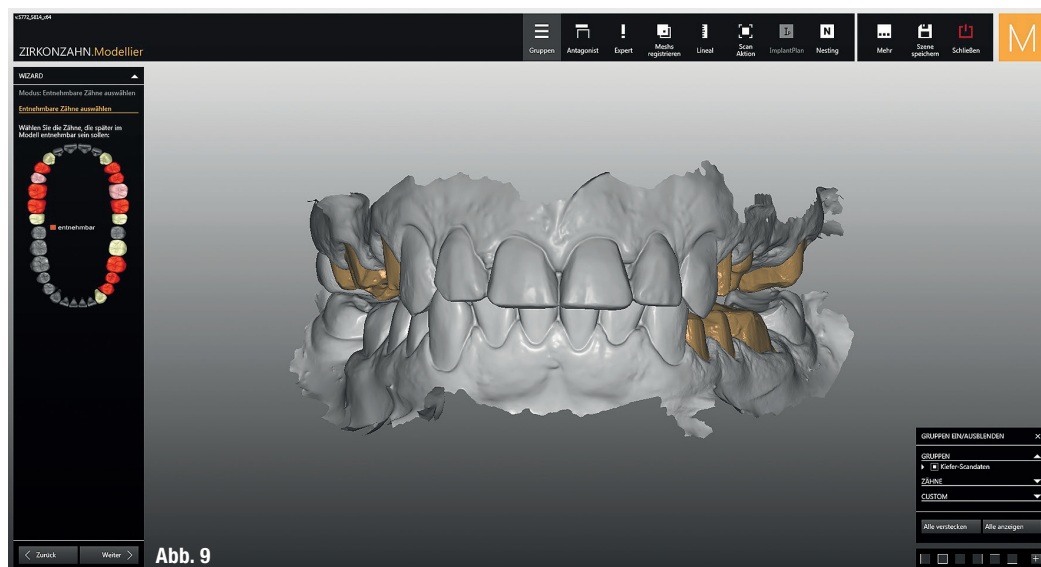 v.5772_5814_x64
ZIRKONZAHN.Modellier
Gruppen
Antagonist
Expert
Meshs
registrieren
Lineal
Scan
Aktion
ImplantPlan
Nesting
Mehr
Szene
speichern
Schließen
M
WIZARD
Modus: Entnehmbare Zähne auswählen
Entnehmbare Zähne auswählen
Wählen Sie die Zähne, die später im
Modell entnehmbar sein sollen:
entnehmbar
GRUPPEN EIN/AUSBLENDEN
GRUPPEN
Kiefer-Scandaten
ZÄHNE
CUSTOM
Alle verstecken Alle anzeigen
Zurück Weiter
Abb. 9